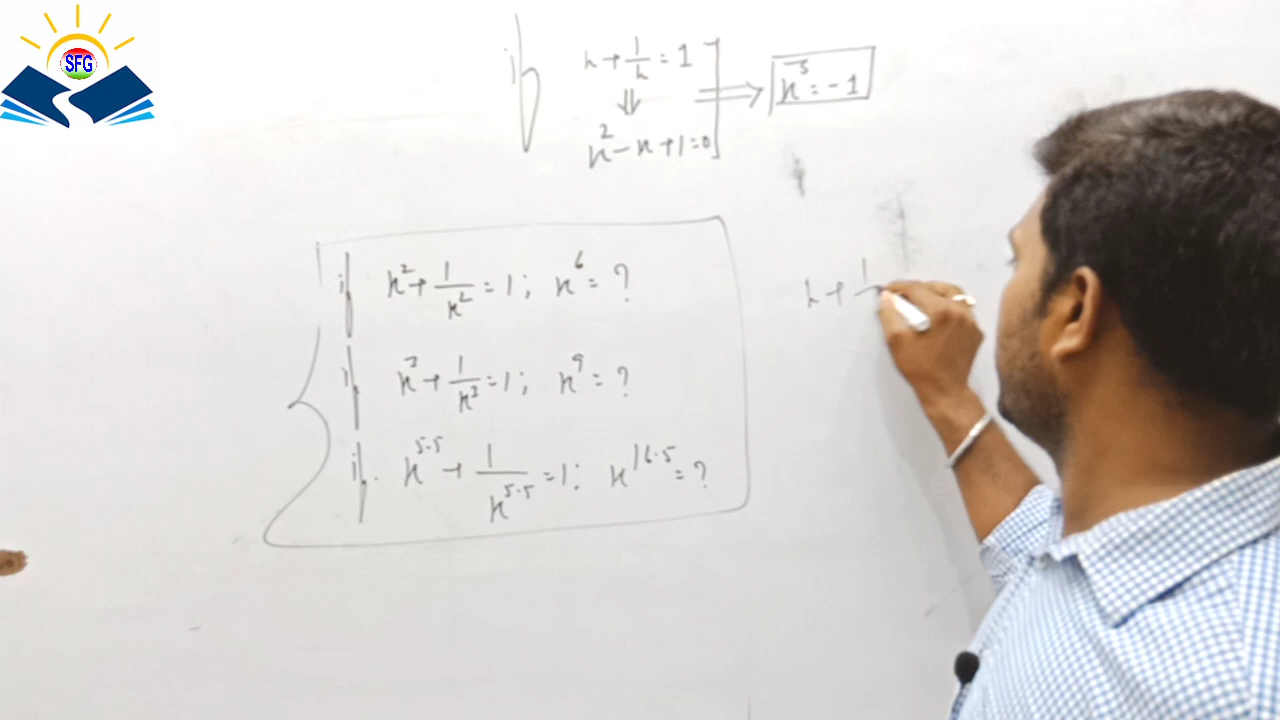 SFG
if x + 1/x = 1
⇓
x² - x + 1 = 0
⇒ x³ = -1
if x² + 1/x² = 1; x⁶ = ?
if x³ + 1/x³ = 1; x⁹ = ?
if. x^5.5 + 1/x^5.5 = 1: x^16.5 = ?
x + 1